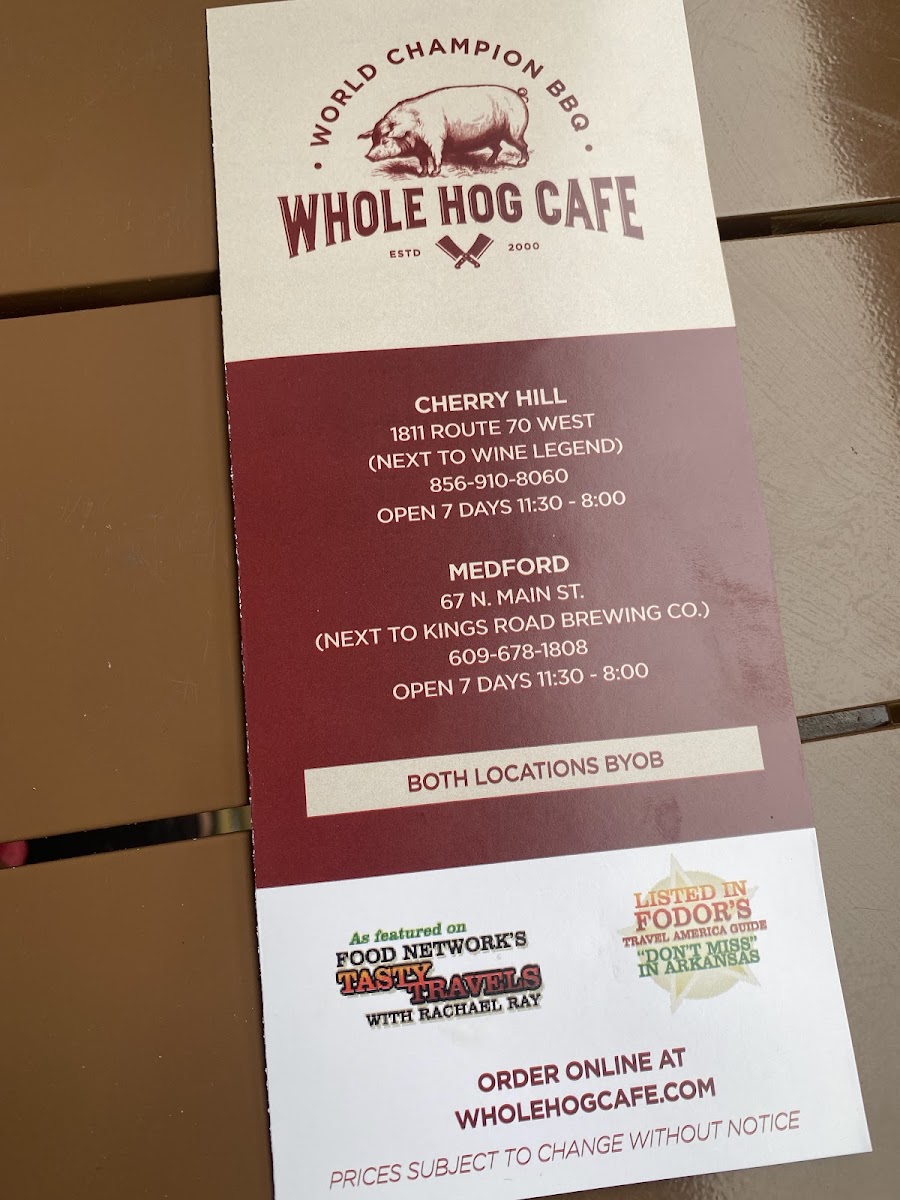 • WORLD CHAMPION BBQ •
WHOLE HOG CAFE
ESTD 2000
CHERRY HILL
1811 ROUTE 70 WEST
(NEXT TO WINE LEGEND)
856-910-8060
OPEN 7 DAYS 11:30 - 8:00
MEDFORD
67 N. MAIN ST.
(NEXT TO KINGS ROAD BREWING CO.)
609-678-1808
OPEN 7 DAYS 11:30 - 8:00
BOTH LOCATIONS BYOB
As featured on
FOOD NETWORK'S
TASTY
TRAVELS
WITH RACHAEL RAY
LISTED IN
FODOR'S
TRAVEL AMERICA GUIDE
"DON'T MISS"
IN ARKANSAS
ORDER ONLINE AT
WHOLEHOGCAFE.COM
PRICES SUBJECT TO CHANGE WITHOUT NOTICE